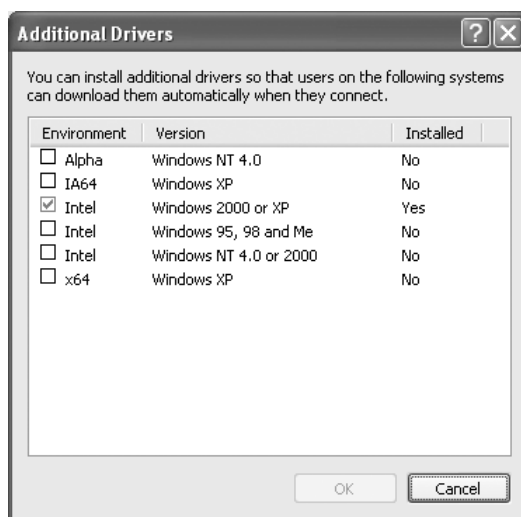 Additional Drivers
You can install additional drivers so that users on the following systems
can download them automatically when they connect.
Environment Version Installed
Alpha Windows NT 4.0 No
IA64 Windows XP No
Intel Windows 2000 or XP Yes
Intel Windows 95, 98 and Me No
Intel Windows NT 4.0 or 2000 No
x64 Windows XP No
OK Cancel